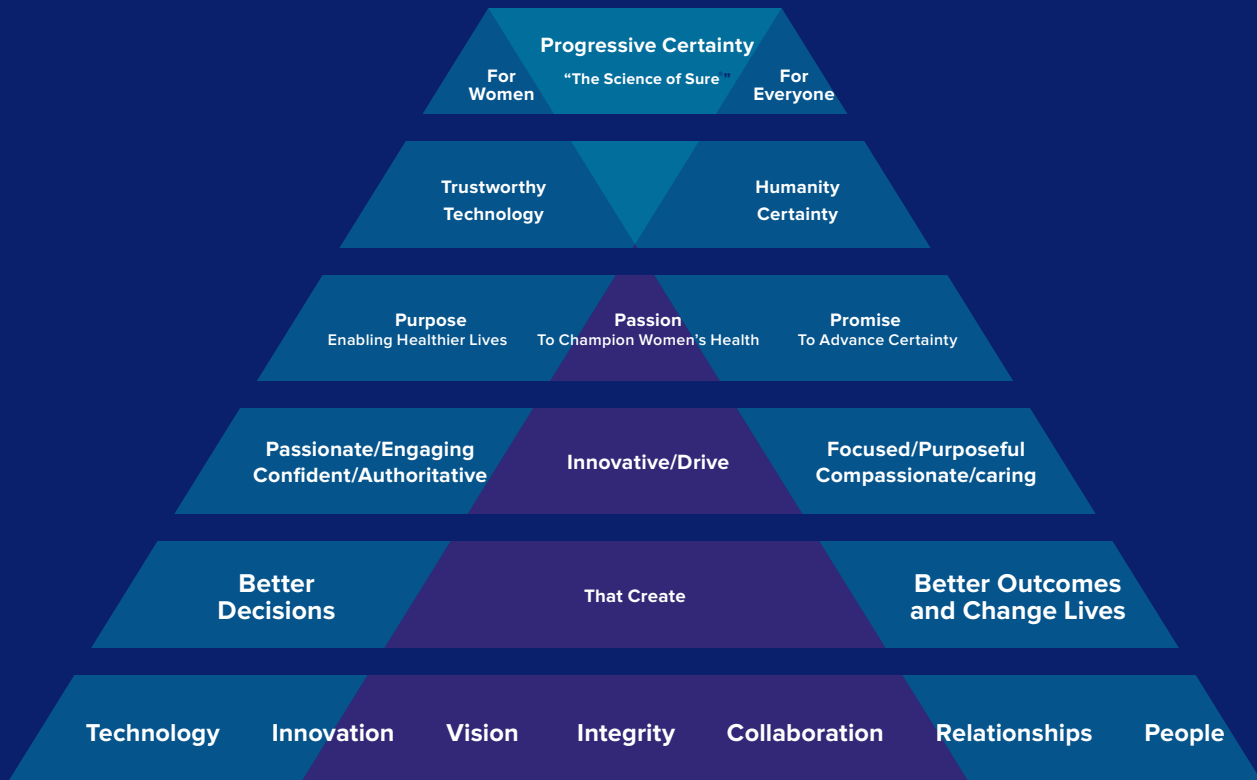 Progressive Certainty
“The Science of Sure®”
For
Women
For
Everyone
Trustworthy
Technology
Humanity
Certainty
Purpose
Enabling Healthier Lives
Passion
To Champion Women's Health
Promise
To Advance Certainty
Passionate/Engaging
Confident/Authoritative
Innovative/Drive
Focused/Purposeful
Compassionate/caring
Better
Decisions
That Create
Better Outcomes
and Change Lives
Technology Innovation Vision Integrity Collaboration Relationships People